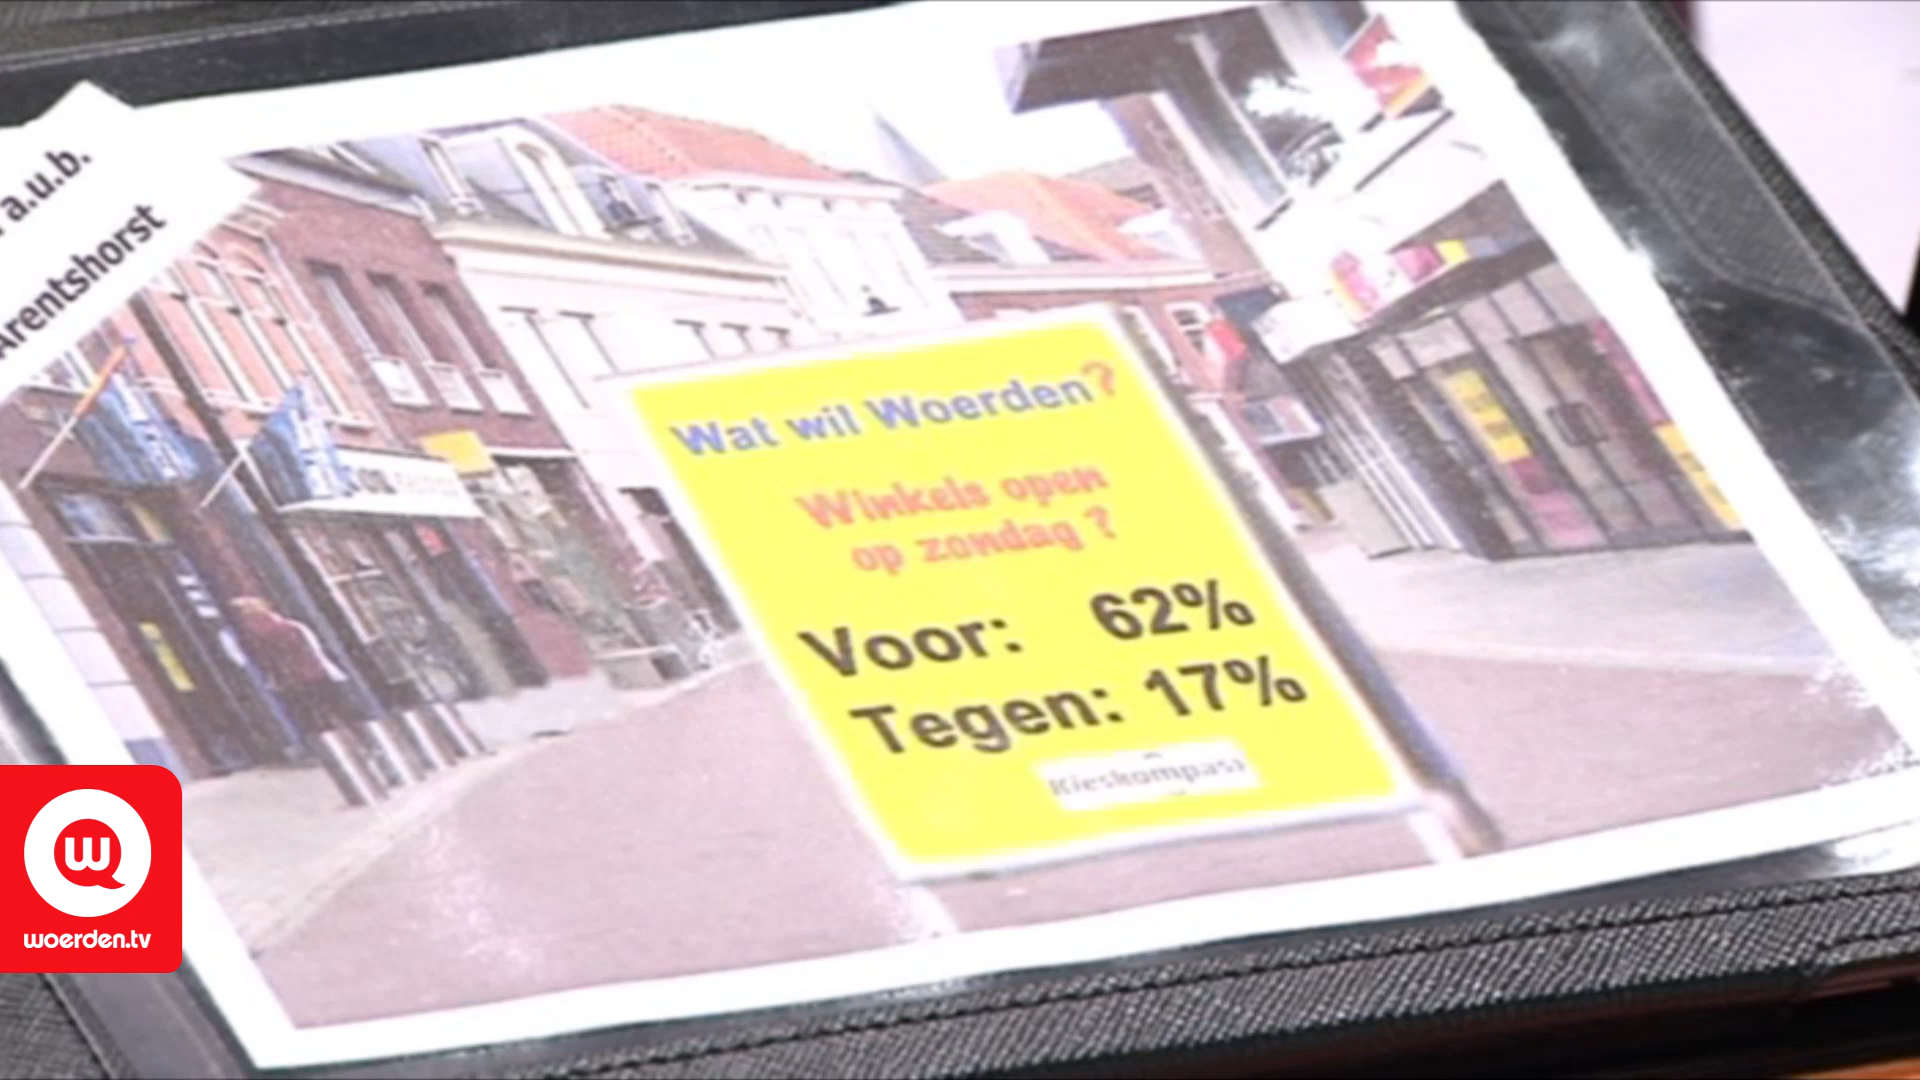 a.u.b.
Arentshorst
Wat wil Woerden?
Winkels open
op zondag ?
Voor: 62%
Tegen: 17%
Kieskompas
woerden.tv